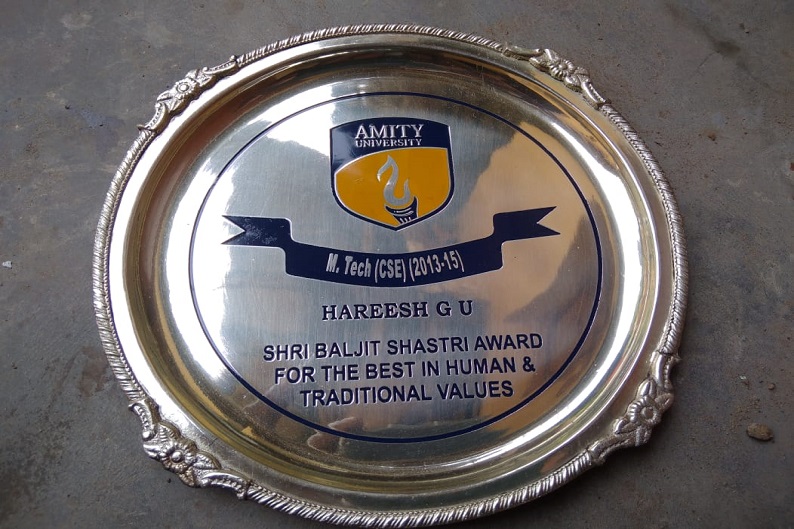 AMITY
UNIVERSITY
M. Tech (CSE) (2013-15)
HAREESH G U
SHRI BALJIT SHASTRI AWARD
FOR THE BEST IN HUMAN &
TRADITIONAL VALUES